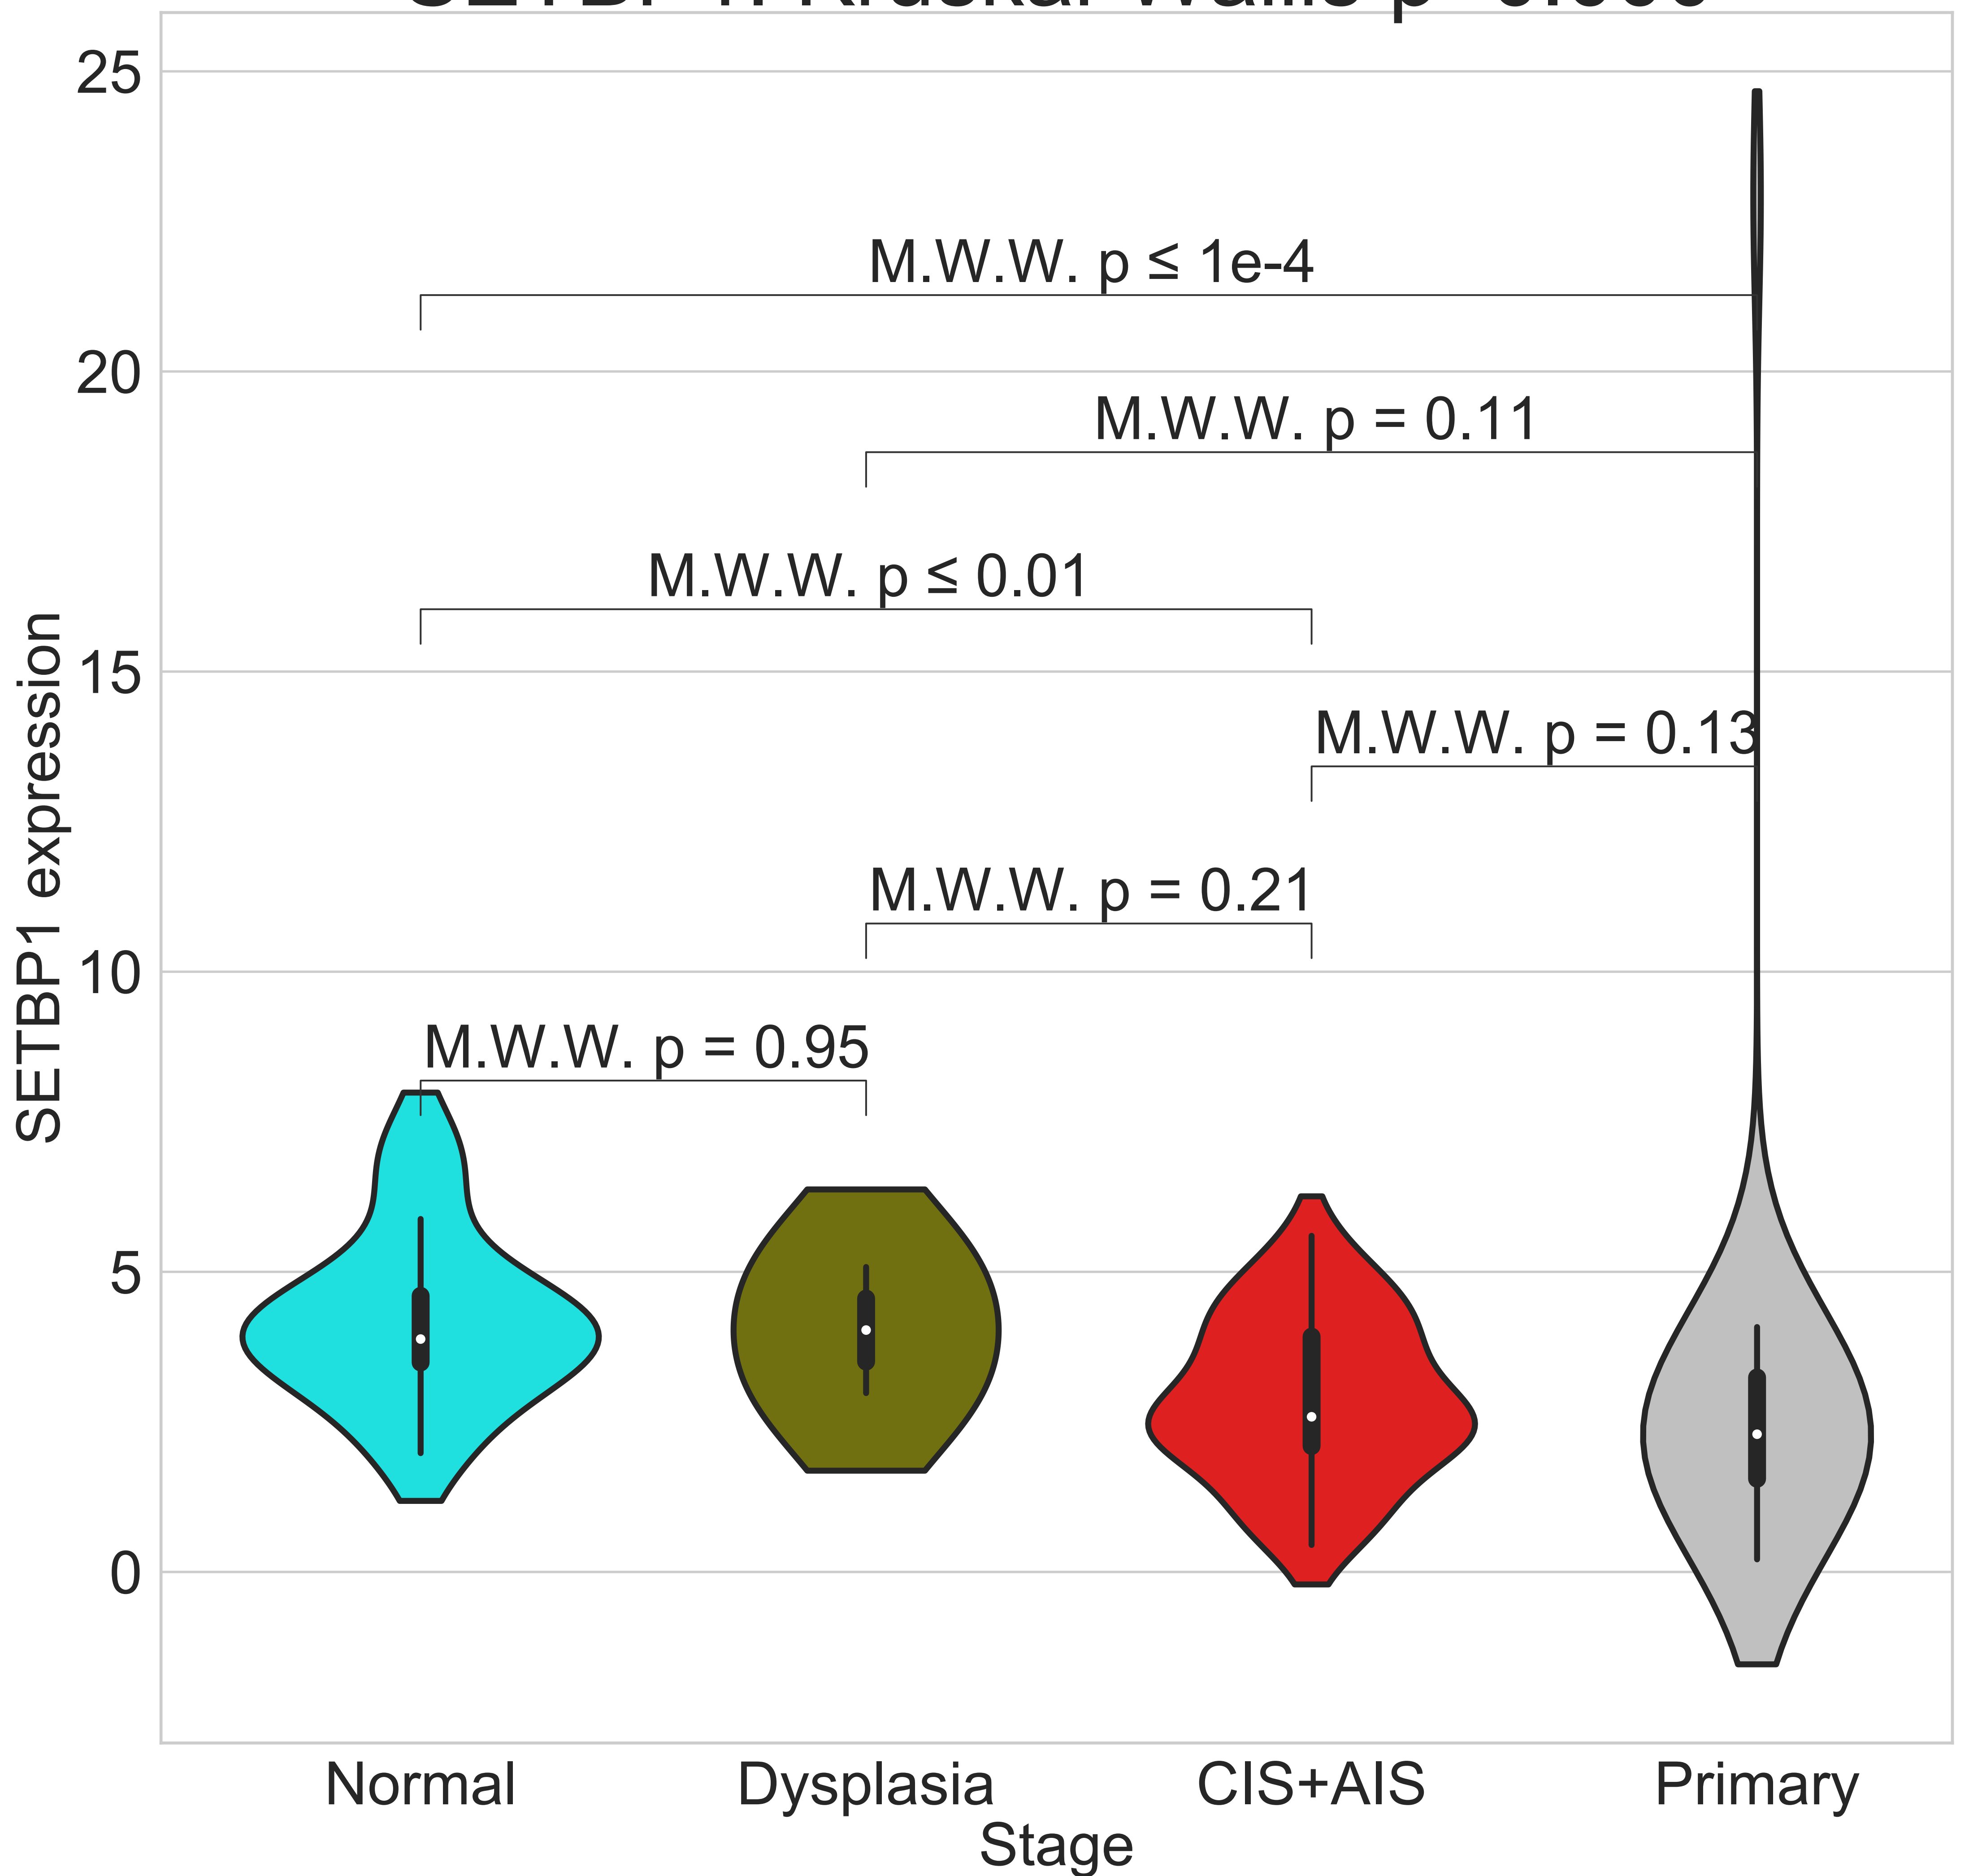 25
M.W.W. p ≤ 1e-4
20
M.W.W. p = 0.11
M.W.W. p ≤ 0.01
15
M.W.W. p = 0.13
M.W.W. p = 0.21
10
M.W.W. p = 0.95
5
0
SETBP1 expression
Normal Dysplasia CIS+AIS Primary
Stage